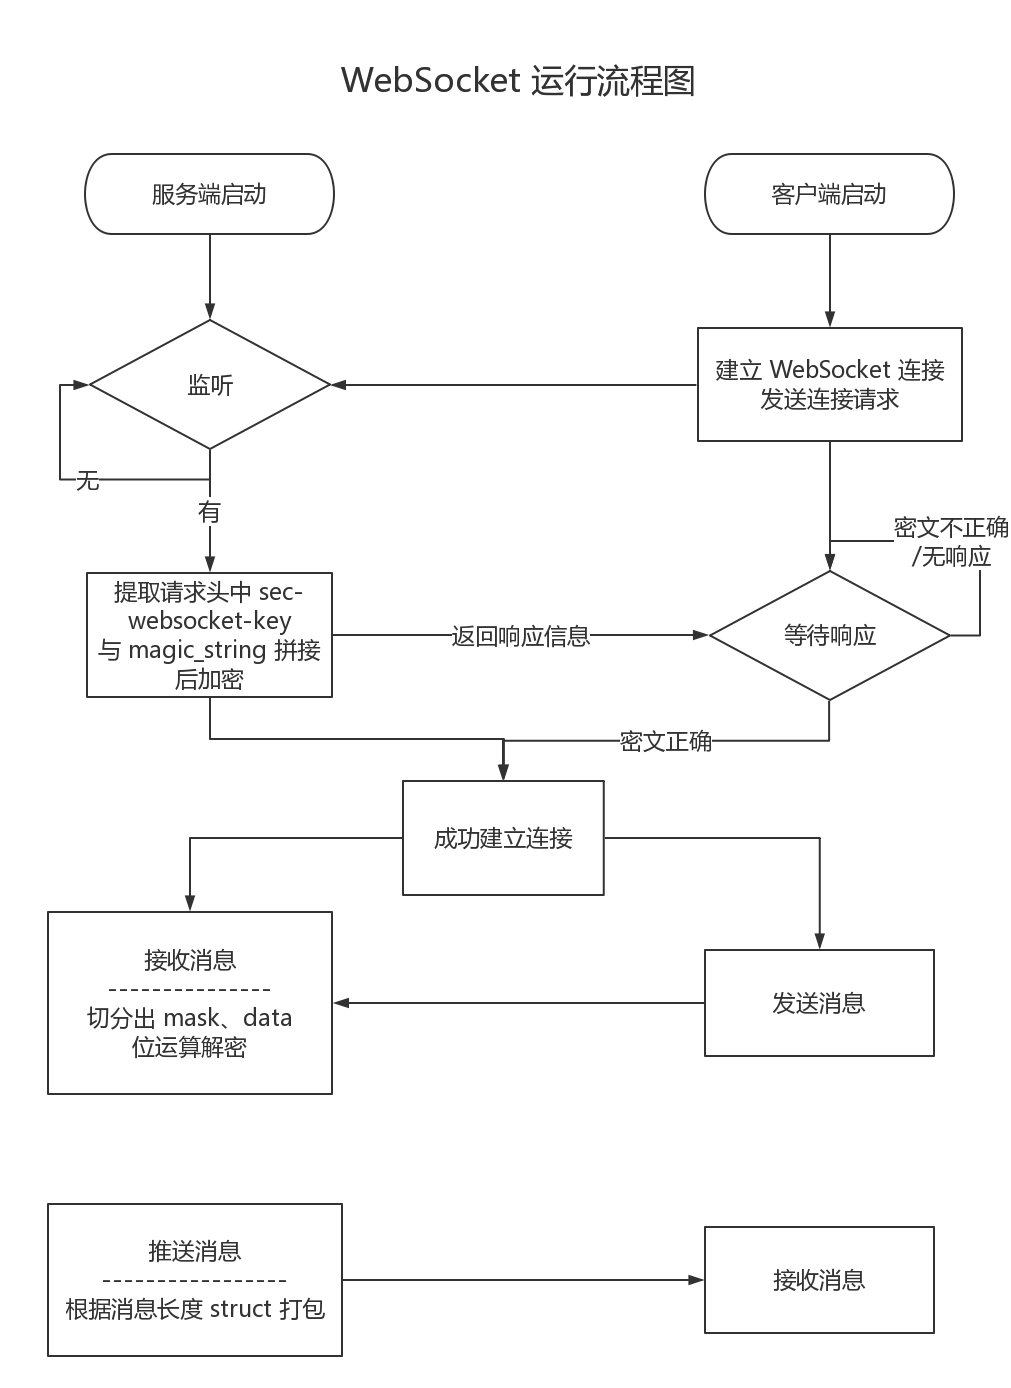 WebSocket 运行流程图
服务端启动
客户端启动
监听
建立 WebSocket 连接
发送连接请求
无
有
密文不正确
/无响应
提取请求头中 sec-
websocket-key
与 magic_string 拼接
后加密
返回响应信息
等待响应
密文正确
成功建立连接
接收消息
---------------
切分出 mask、data
位运算解密
发送消息
推送消息
-----------------
根据消息长度 struct 打包
接收消息